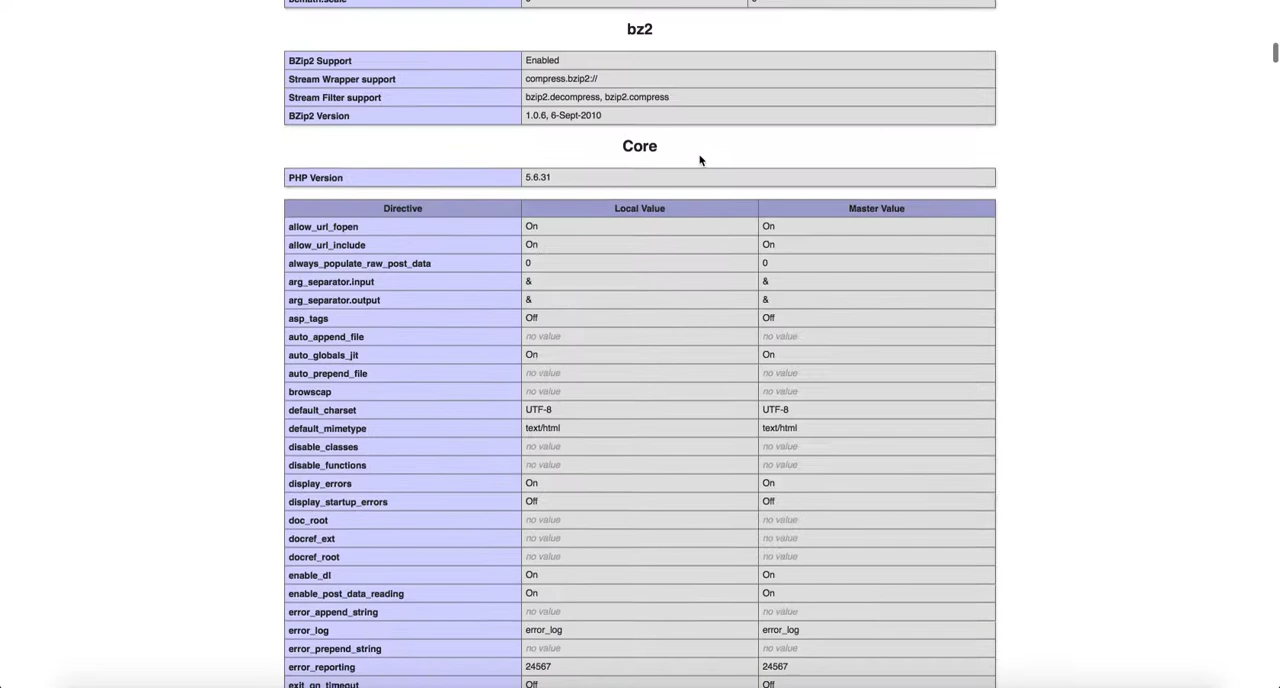 bcmath.scale 0 0
bz2
BZip2 Support Enabled
Stream Wrapper support compress.bzip2://
Stream Filter support bzip2.decompress, bzip2.compress
BZip2 Version 1.0.6, 6-Sept-2010
Core
PHP Version 5.6.31
Directive Local Value Master Value
allow_url_fopen On On
allow_url_include On On
always_populate_raw_post_data 0 0
arg_separator.input & &
arg_separator.output & &
asp_tags Off Off
auto_append_file no value no value
auto_globals_jit On On
auto_prepend_file no value no value
browscap no value no value
default_charset UTF-8 UTF-8
default_mimetype text/html text/html
disable_classes no value no value
disable_functions no value no value
display_errors On On
display_startup_errors Off Off
doc_root no value no value
docref_ext no value no value
docref_root no value no value
enable_dl On On
enable_post_data_reading On On
error_append_string no value no value
error_log error_log error_log
error_prepend_string no value no value
error_reporting 24567 24567
exit_on_timeout Off Off